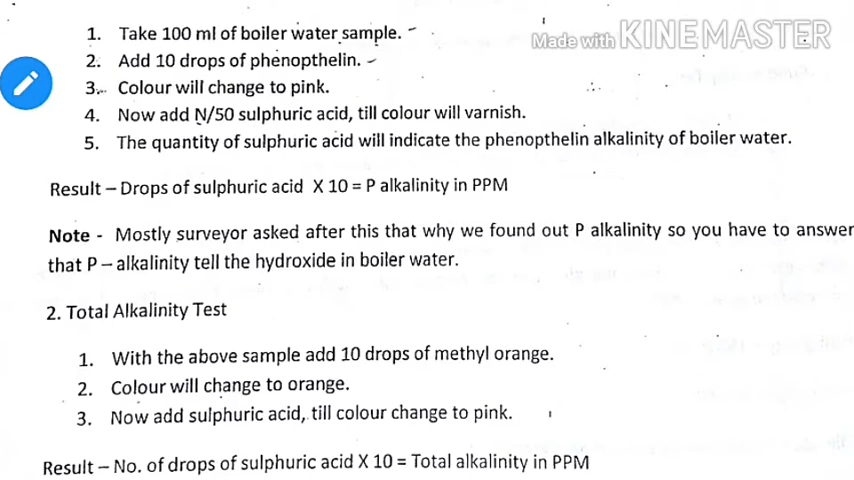 1. Take 100 ml of boiler water sample.
Made with KINEMASTER
2. Add 10 drops of phenopthelin.
3. Colour will change to pink.
4. Now add N/50 sulphuric acid, till colour will varnish.
5. The quantity of sulphuric acid will indicate the phenopthelin alkalinity of boiler water.
Result – Drops of sulphuric acid X 10 = P alkalinity in PPM
Note - Mostly surveyor asked after this that why we found out P alkalinity so you have to answer
that P – alkalinity tell the hydroxide in boiler water.
2. Total Alkalinity Test
1. With the above sample add 10 drops of methyl orange.
2. Colour will change to orange.
3. Now add sulphuric acid, till colour change to pink.
Result – No. of drops of sulphuric acid X 10 = Total alkalinity in PPM